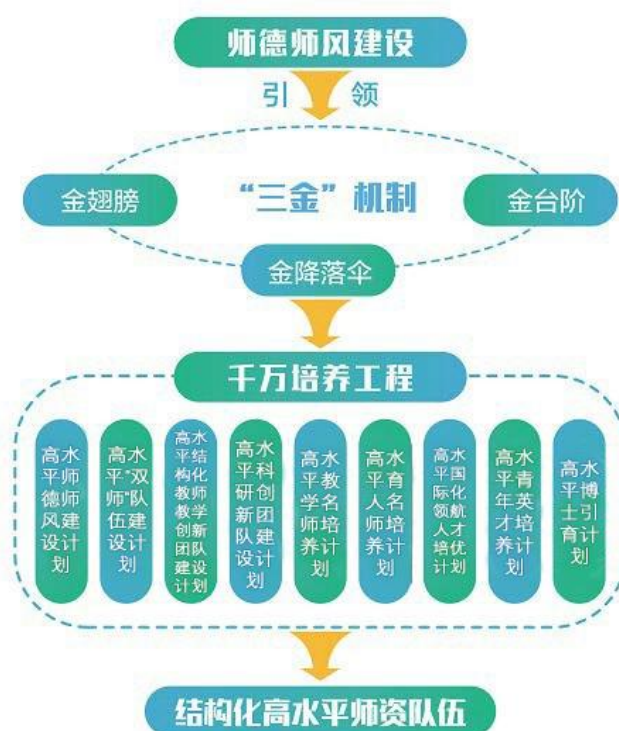 师德师风建设
引 领
金翅膀
“三金”机制
金台阶
金降落伞
千万培养工程
高水平师德师风建设计划
高水平“双师”队伍建设计划
高水平结构化教师教学创新团队建设计划
高水平科研创新团队建设计划
高水平教学名师培养计划
高水平育人名师培养计划
高水平国际化领航人才培优计划
高水平青年英才培养计划
高水平博士引育计划
结构化高水平师资队伍